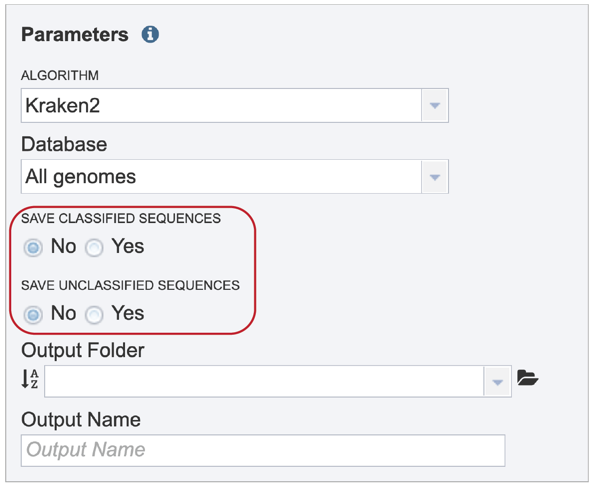 Parameters
ALGORITHM
Kraken2
Database
All genomes
SAVE CLASSIFIED SEQUENCES
No Yes
SAVE UNCLASSIFIED SEQUENCES
No Yes
Output Folder
A
Z
Output Name
Output Name